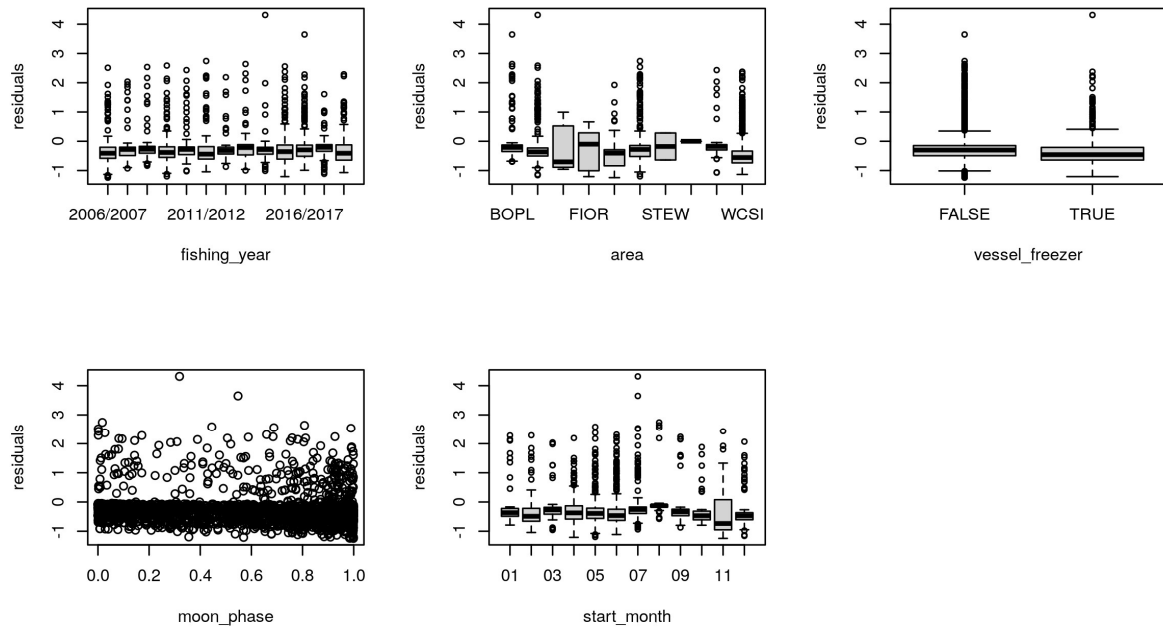 residuals
4
3
2
1
0
-1
2006/2007 2011/2012 2016/2017
fishing_year
residuals
4
3
2
1
0
-1
BOPL FIOR STEW WCSI
area
residuals
4
3
2
1
0
-1
FALSE TRUE
vessel_freezer
residuals
4
3
2
1
0
-1
0.0 0.2 0.4 0.6 0.8 1.0
moon_phase
residuals
4
3
2
1
0
-1
01 03 05 07 09 11
start_month